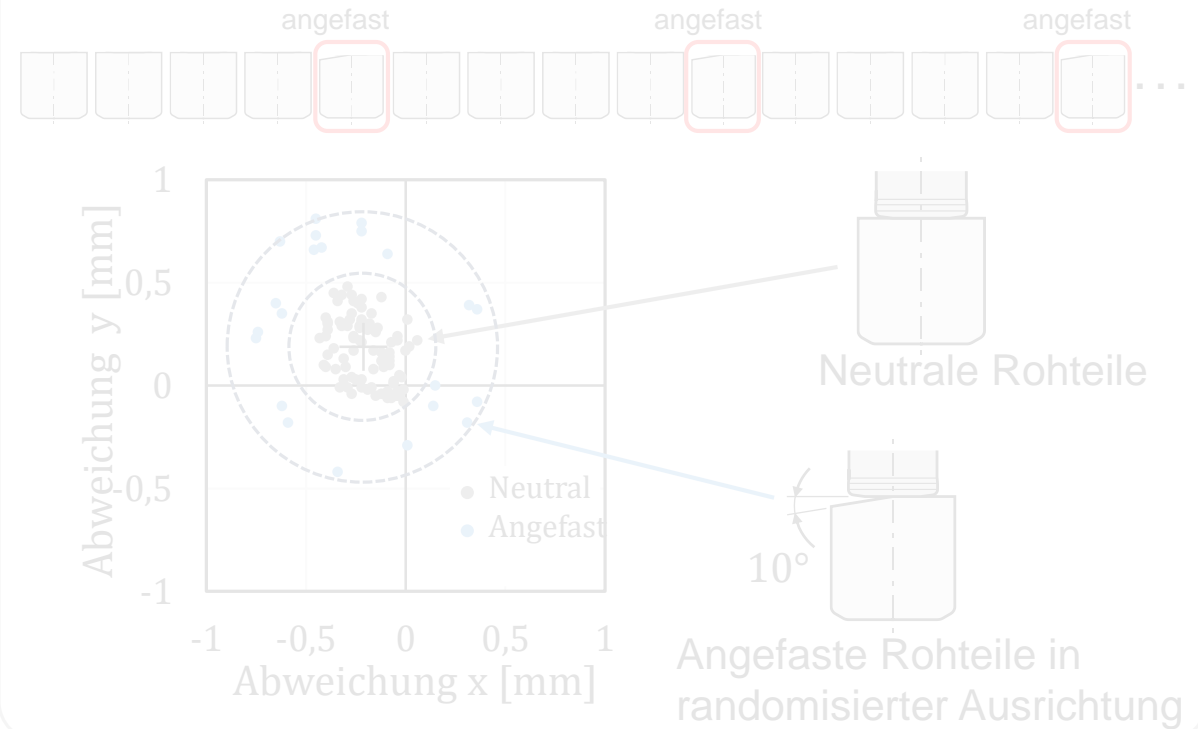 angefast angefast angefast
...
1
0,5
0
-0,5
-1
Abweichung y [mm]
-1 -0,5 0 0,5 1
Abweichung x [mm]
Neutral
Angefast
Neutrale Rohteile
10°
Angefaste Rohteile in
randomisierter Ausrichtung